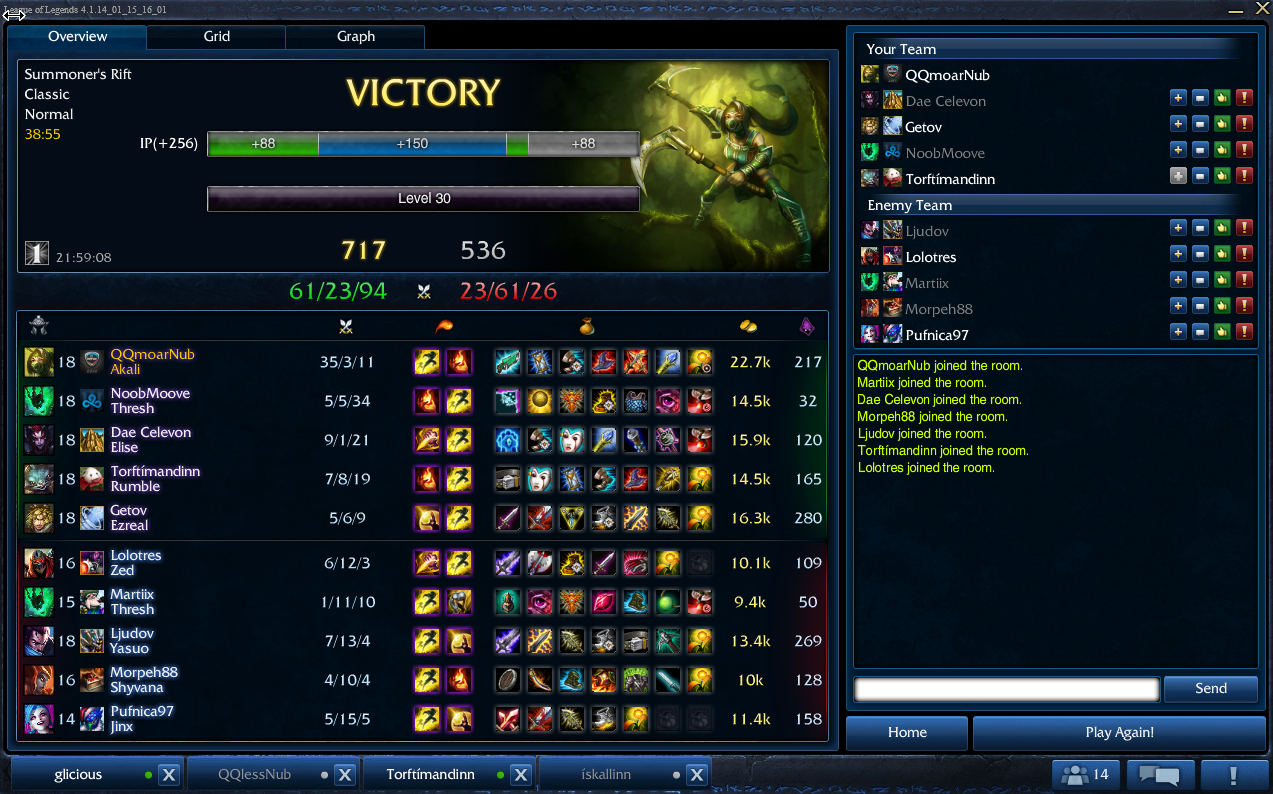 League of Legends 4.1.14_01_15_16_01
Overview
Grid
Graph
Summoner's Rift
Classic
Normal
38:55
VICTORY
IP(+256)
+88
+150
+88
Level 30
1
21:59:08
717
536
61/23/94
23/61/26
18 QQmoarNub
Akali
35/3/11
22.7k
217
18 NoobMoove
Thresh
5/5/34
14.5k
32
18 Dae Celevon
Elise
9/1/21
15.9k
120
18 Torftímandinn
Rumble
7/8/19
14.5k
165
18 Getov
Ezreal
5/6/9
16.3k
280
16 Lolotres
Zed
6/12/3
10.1k
109
15 Martiix
Thresh
1/11/10
9.4k
50
18 Ljudov
Yasuo
7/13/4
13.4k
269
16 Morpeh88
Shyvana
4/10/4
10k
128
14 Pufnica97
Jinx
5/15/5
11.4k
158
Your Team
QQmoarNub
Dae Celevon
Getov
NoobMoove
Torftímandinn
Enemy Team
Ljudov
Lolotres
Martiix
Morpeh88
Pufnica97
QQmoarNub joined the room.
Martiix joined the room.
Dae Celevon joined the room.
Morpeh88 joined the room.
Ljudov joined the room.
Torftímandinn joined the room.
Lolotres joined the room.
Send
Home
Play Again!
glicious
X
QQlessNub
X
Torftímandinn
X
ískallinn
X
14